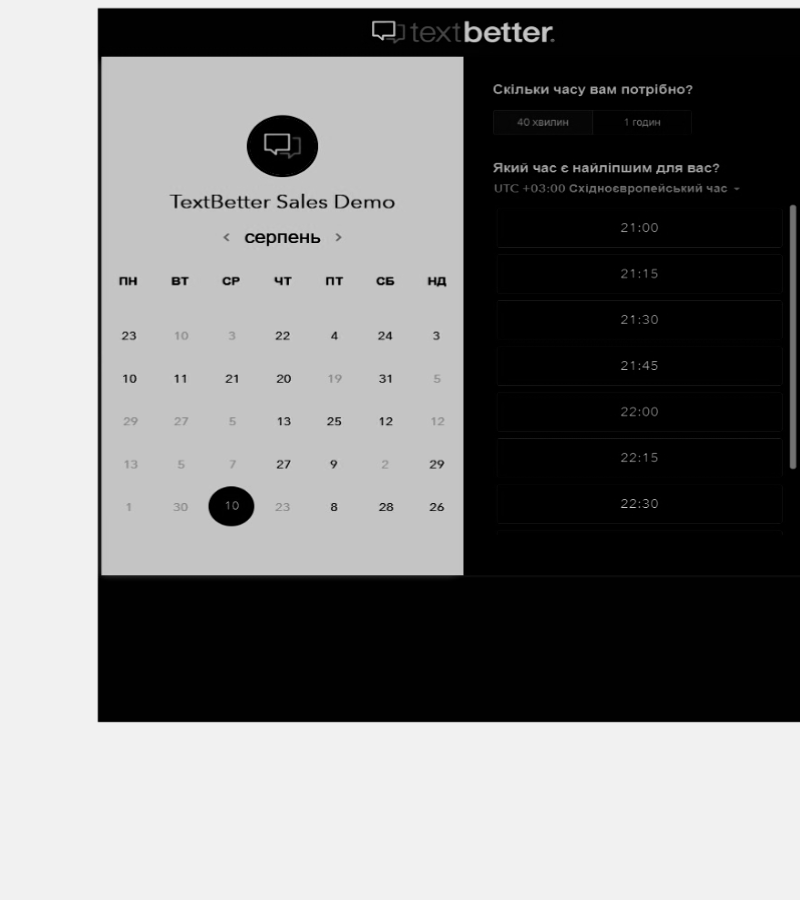 textbetter.
TextBetter Sales Demo
< серпень >
ПН ВТ СР ЧТ ПТ СБ НД
23 10 3 22 4 24 3
10 11 21 20 19 31 5
29 27 5 13 25 12 12
13 5 7 27 9 2 29
1 30 10 23 8 28 26
Скільки часу вам потрібно?
40 хвилин 1 годин
Який час є найліпшим для вас?
UTC +03:00 Східноєвропейський час
21:00
21:15
21:30
21:45
22:00
22:15
22:30